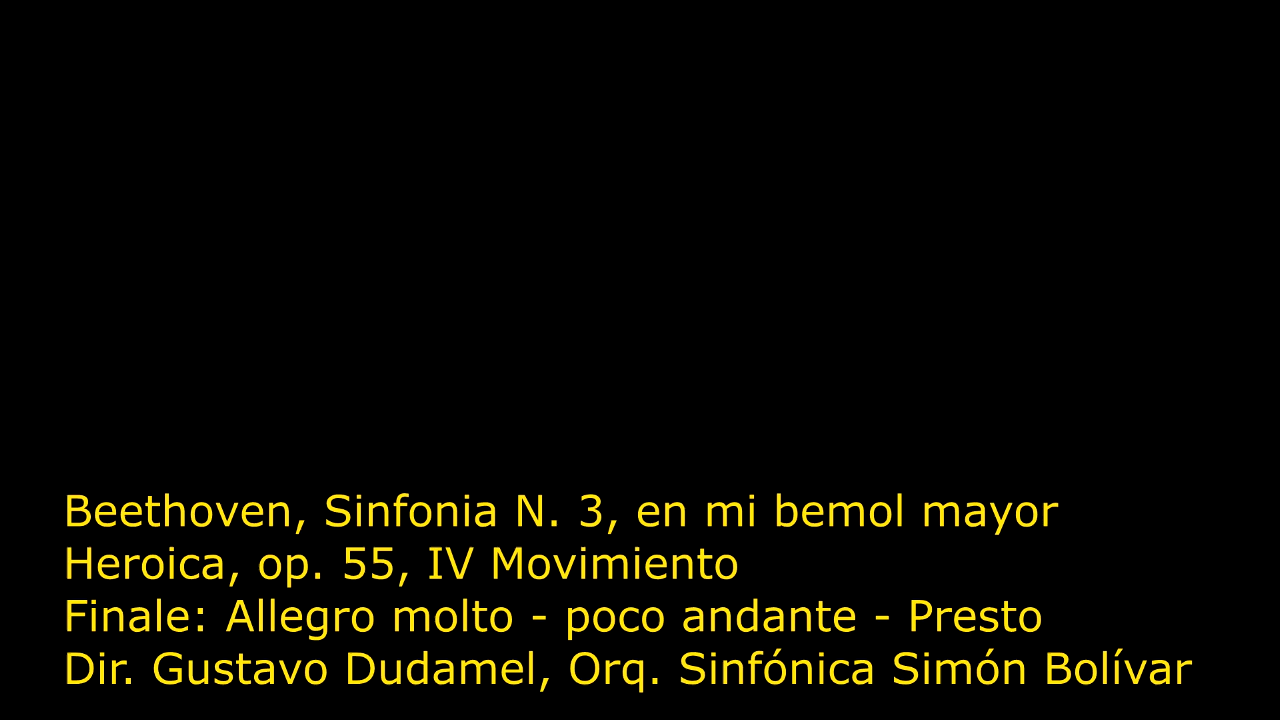 Beethoven, Sinfonia N. 3, en mi bemol mayor
Heroica, op. 55, IV Movimiento
Finale: Allegro molto - poco andante - Presto
Dir. Gustavo Dudamel, Orq. Sinfónica Simón Bolívar